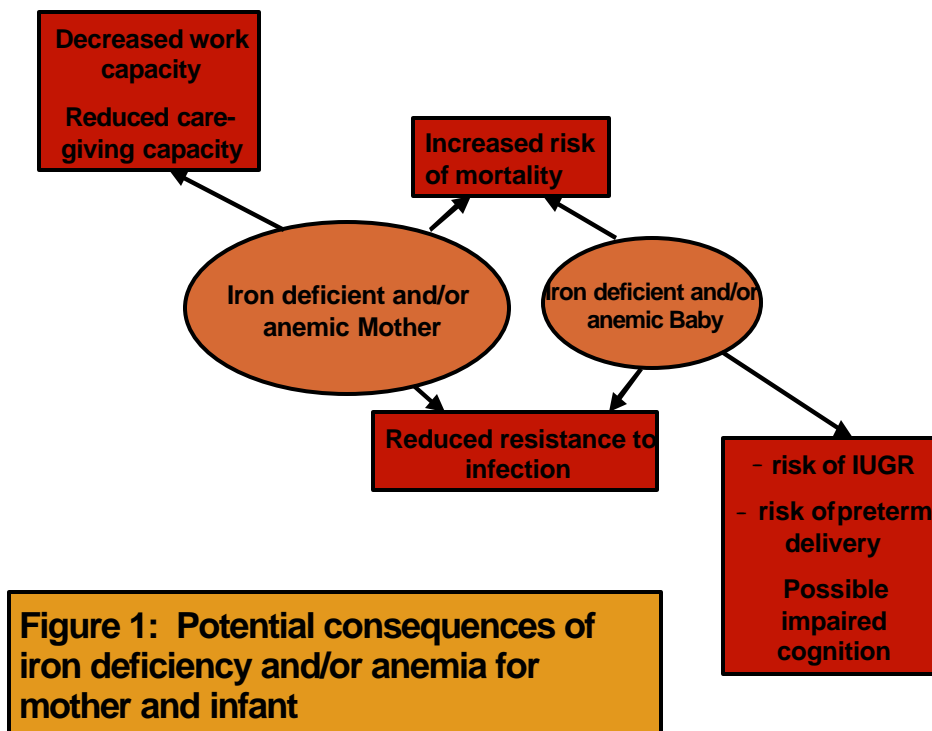 Decreased work
capacity
Reduced care-
giving capacity
Increased risk
of mortality
Iron deficient and/or
anemic Mother
Iron deficient and/or
anemic Baby
Reduced resistance to
infection
- risk of IUGR
- risk of preterm
delivery
Possible
impaired
cognition
Figure 1: Potential consequences of
iron deficiency and/or anemia for
mother and infant